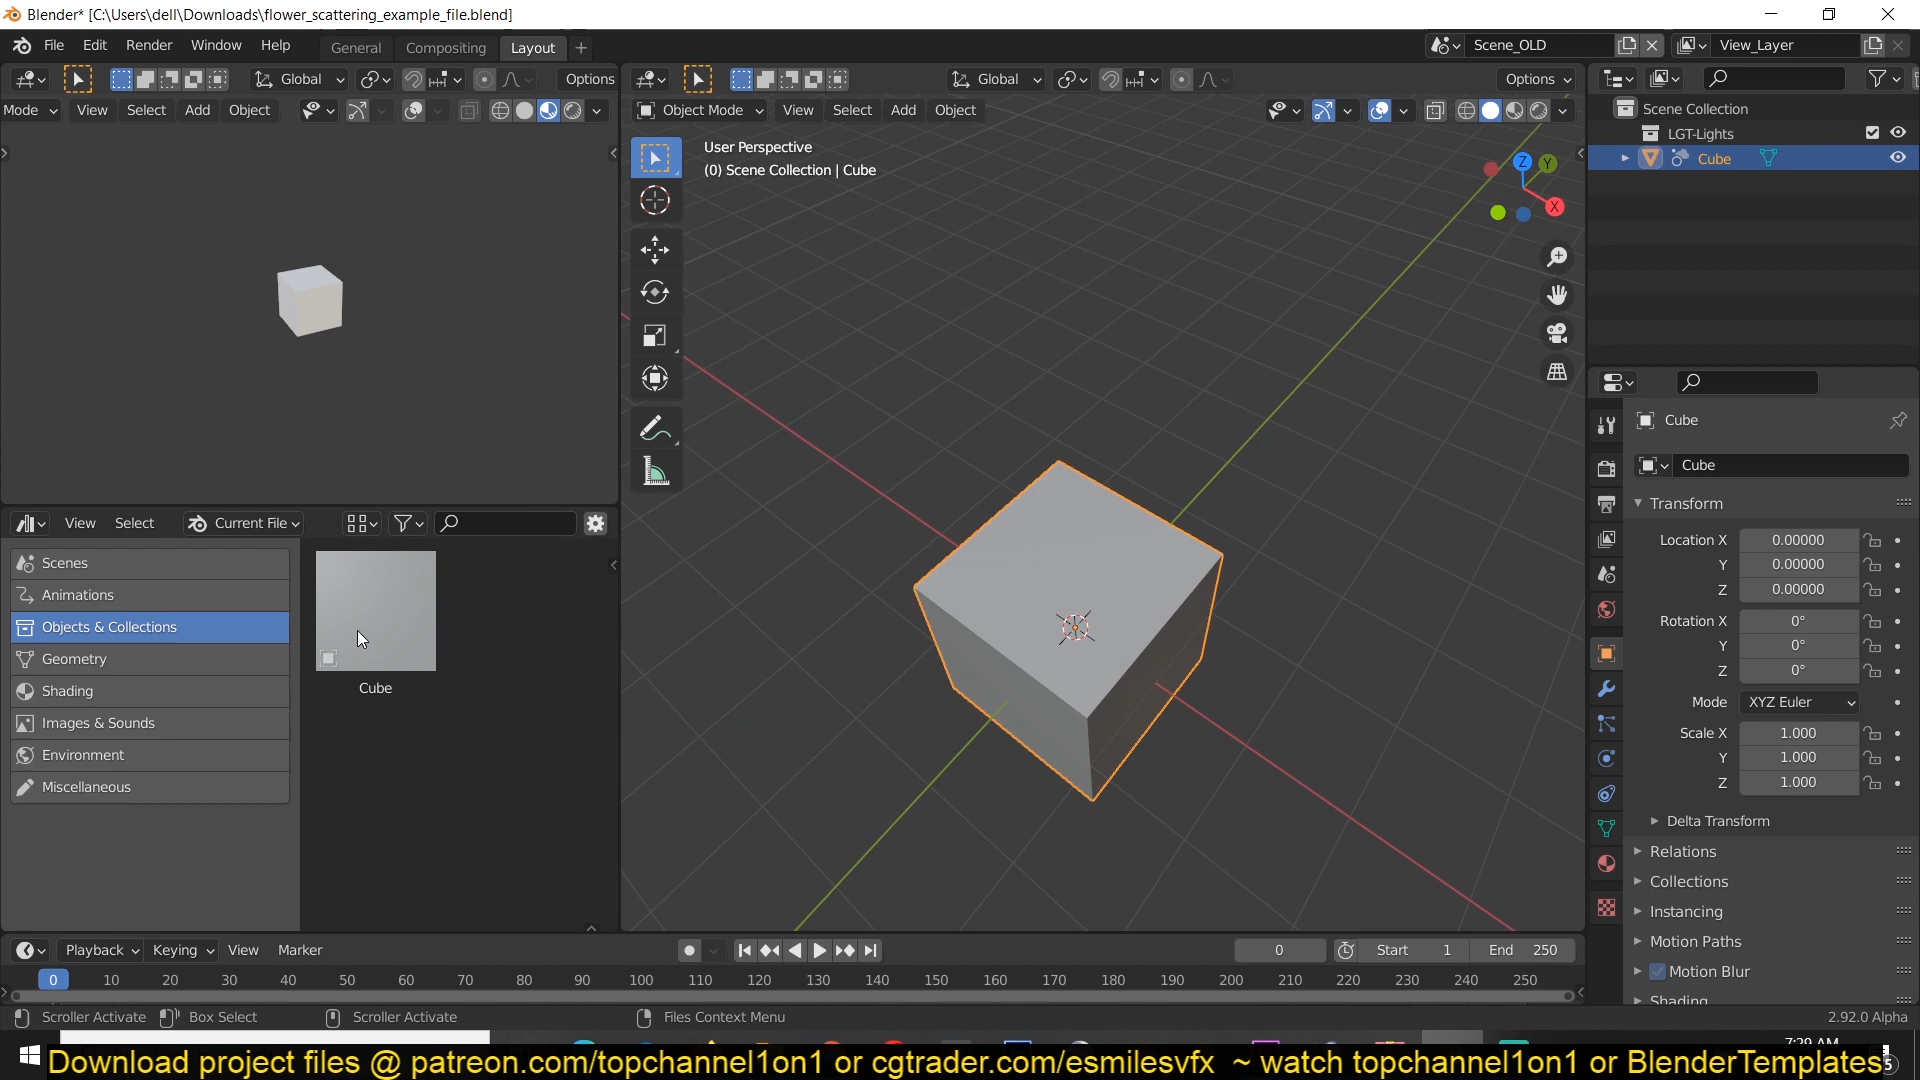 Blender* [C:\Users\dell\Downloads\flower_scattering_example_file.blend]
File Edit Render Window Help General Compositing Layout + Scene_OLD View_Layer
Global Options Global Options
Mode View Select Add Object Object Mode View Select Add Object
Scene Collection
LGT-Lights
Cube
User Perspective
(0) Scene Collection | Cube
Z Y X
Cube
Cube
Transform
Location X 0.00000
Y 0.00000
Z 0.00000
Rotation X 0°
Y 0°
Z 0°
Mode XYZ Euler
Scale X 1.000
Y 1.000
Z 1.000
Delta Transform
Relations
Collections
Instancing
Motion Paths
Motion Blur
Shading
View Select Current File
Scenes
Animations
Objects & Collections
Geometry
Shading
Images & Sounds
Environment
Miscellaneous
Cube
Playback Keying View Marker 0 Start 1 End 250
0 10 20 30 40 50 60 70 80 90 100 110 120 130 140 150 160 170 180 190 200 210 220 230 240 250
Scroller Activate Box Select Scroller Activate Files Context Menu 2.92.0 Alpha
7:29 AM
Download project files @ patreon.com/topchannel1on1 or cgtrader.com/esmilesvfx ~ watch topchannel1on1 or BlenderTemplates